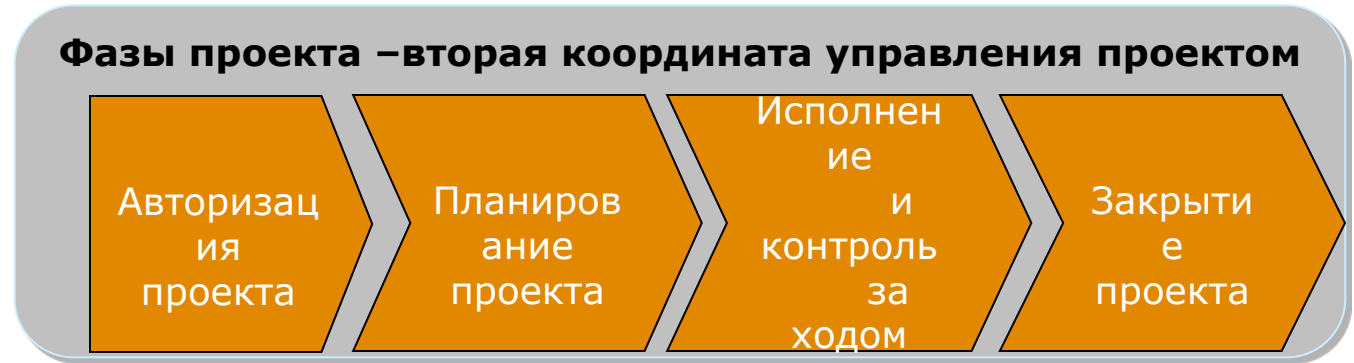 Фазы проекта –вторая координата управления проектом
Авторизац
ия
проекта
Планиров
ание
проекта
Исполнен
ие
и
контроль
за
ходом
Закрыти
е
проекта